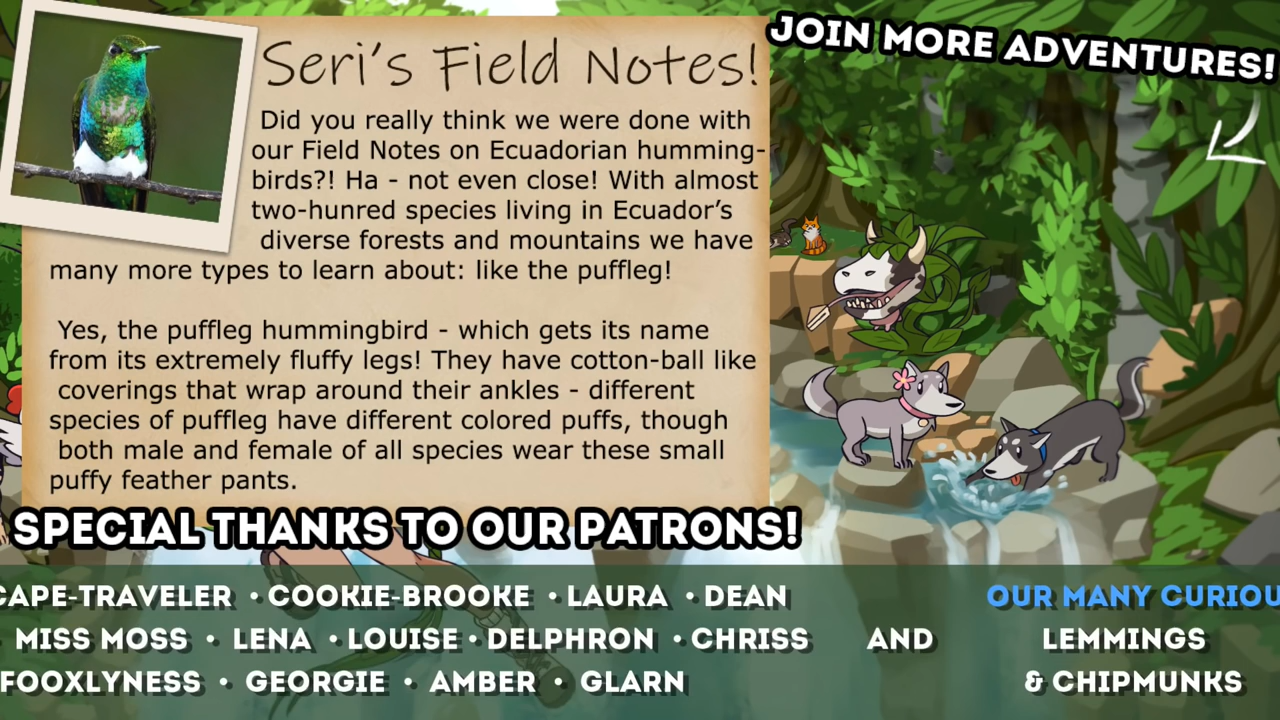 Seri's Field Notes!
JOIN MORE ADVENTURES!
Did you really think we were done with
our Field Notes on Ecuadorian humming-
birds?! Ha - not even close! With almost
two-hunred species living in Ecuador's
diverse forests and mountains we have
many more types to learn about: like the puffleg!
Yes, the puffleg hummingbird - which gets its name
from its extremely fluffy legs! They have cotton-ball like
coverings that wrap around their ankles - different
species of puffleg have different colored puffs, though
both male and female of all species wear these small
puffy feather pants.
SPECIAL THANKS TO OUR PATRONS!
CAPE-TRAVELER • COOKIE-BROOKE • LAURA • DEAN
MISS MOSS • LENA • LOUISE • DELPHRON • CHRISS
FOOXLYNESS • GEORGIE • AMBER • GLARN
AND
OUR MANY CURIOU
LEMMINGS
& CHIPMUNKS